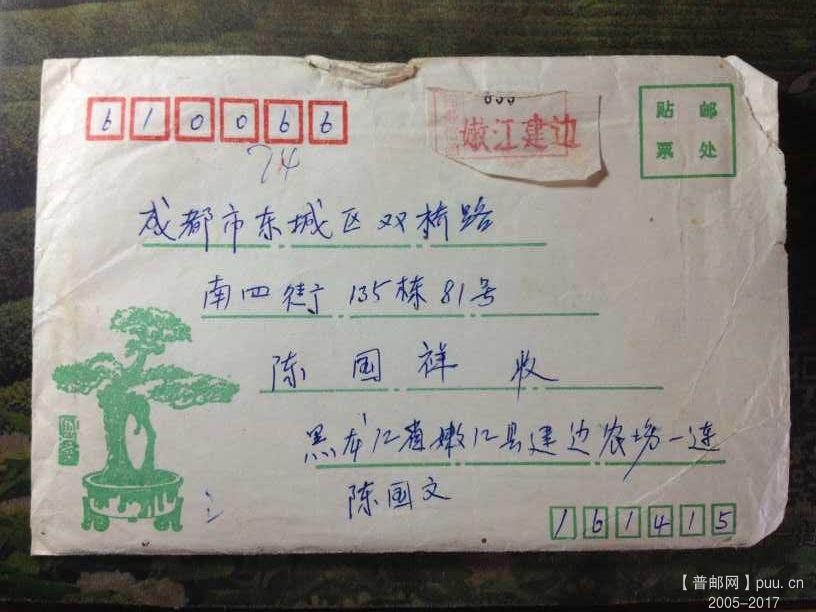 610066
嫩江建边
贴 邮
票 处
74
成都市东城区双桥路
南四街135栋81号
陈国祥 收
黑龙江省嫩江县建边农场一连
陈国文
161415
【普邮网】puu.cn
2005-2017